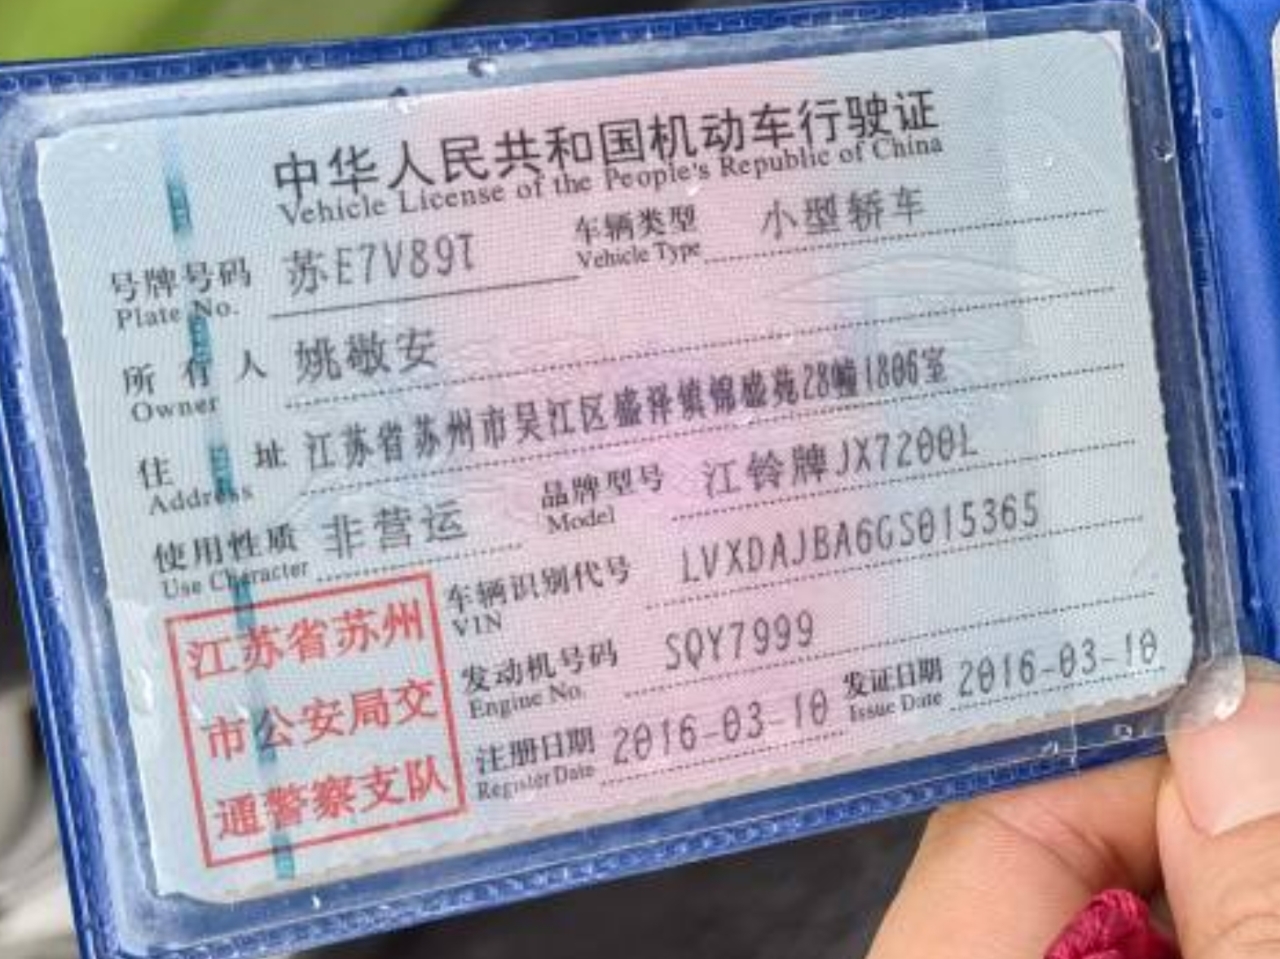 中华人民共和国机动车行驶证
Vehicle License of the People's Republic of China
号牌号码 苏E7V89T 车辆类型 小型轿车
Plate No. Vehicle Type
所有人 姚敬安
Owner
住址 江苏省苏州市吴江区盛泽镇锦盛苑28幢1806室
Address
使用性质 非营运 品牌型号 江铃牌JX7200L
Use Character Model
车辆识别代号 LVXDAJBA6GS015365
VIN
发动机号码 SQY7999
Engine No.
注册日期 2016-03-10 发证日期 2016-03-10
Register Date Issue Date
江苏省苏州
市公安局交
通警察支队